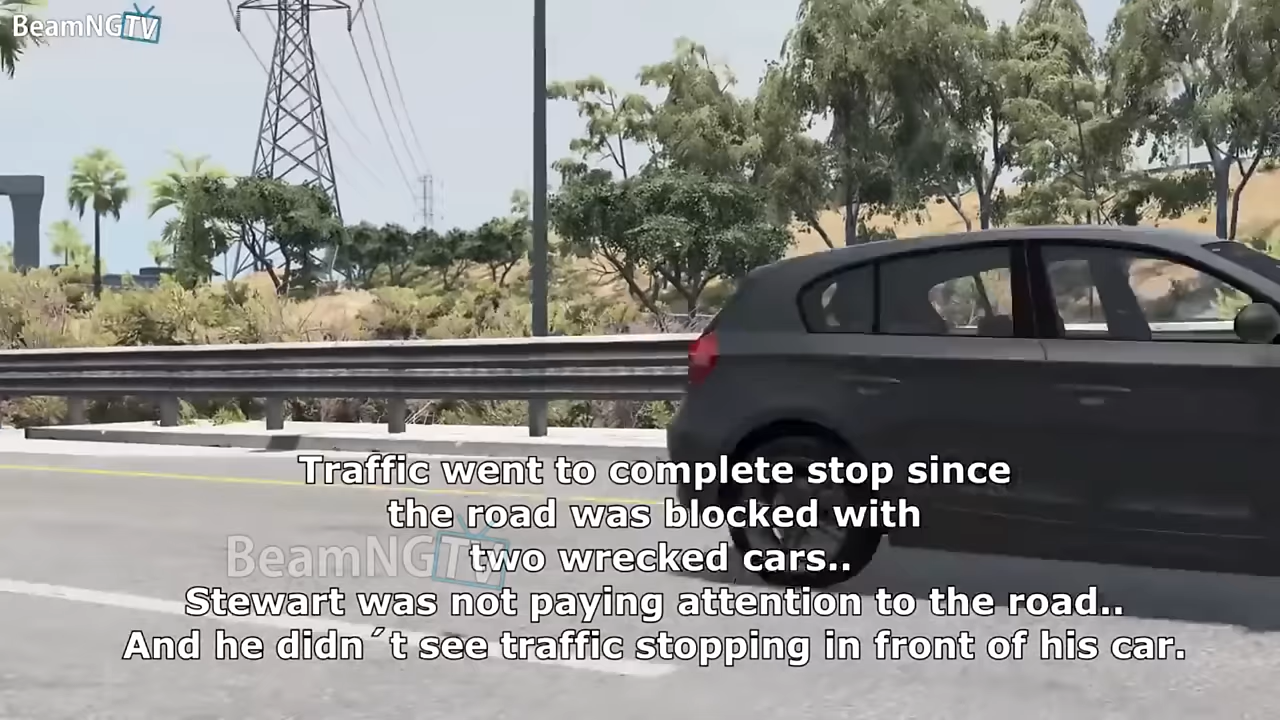 BeamNGTV
Traffic went to complete stop since
the road was blocked with
BeamNGTV
two wrecked cars..
Stewart was not paying attention to the road..
And he didn´t see traffic stopping in front of his car.